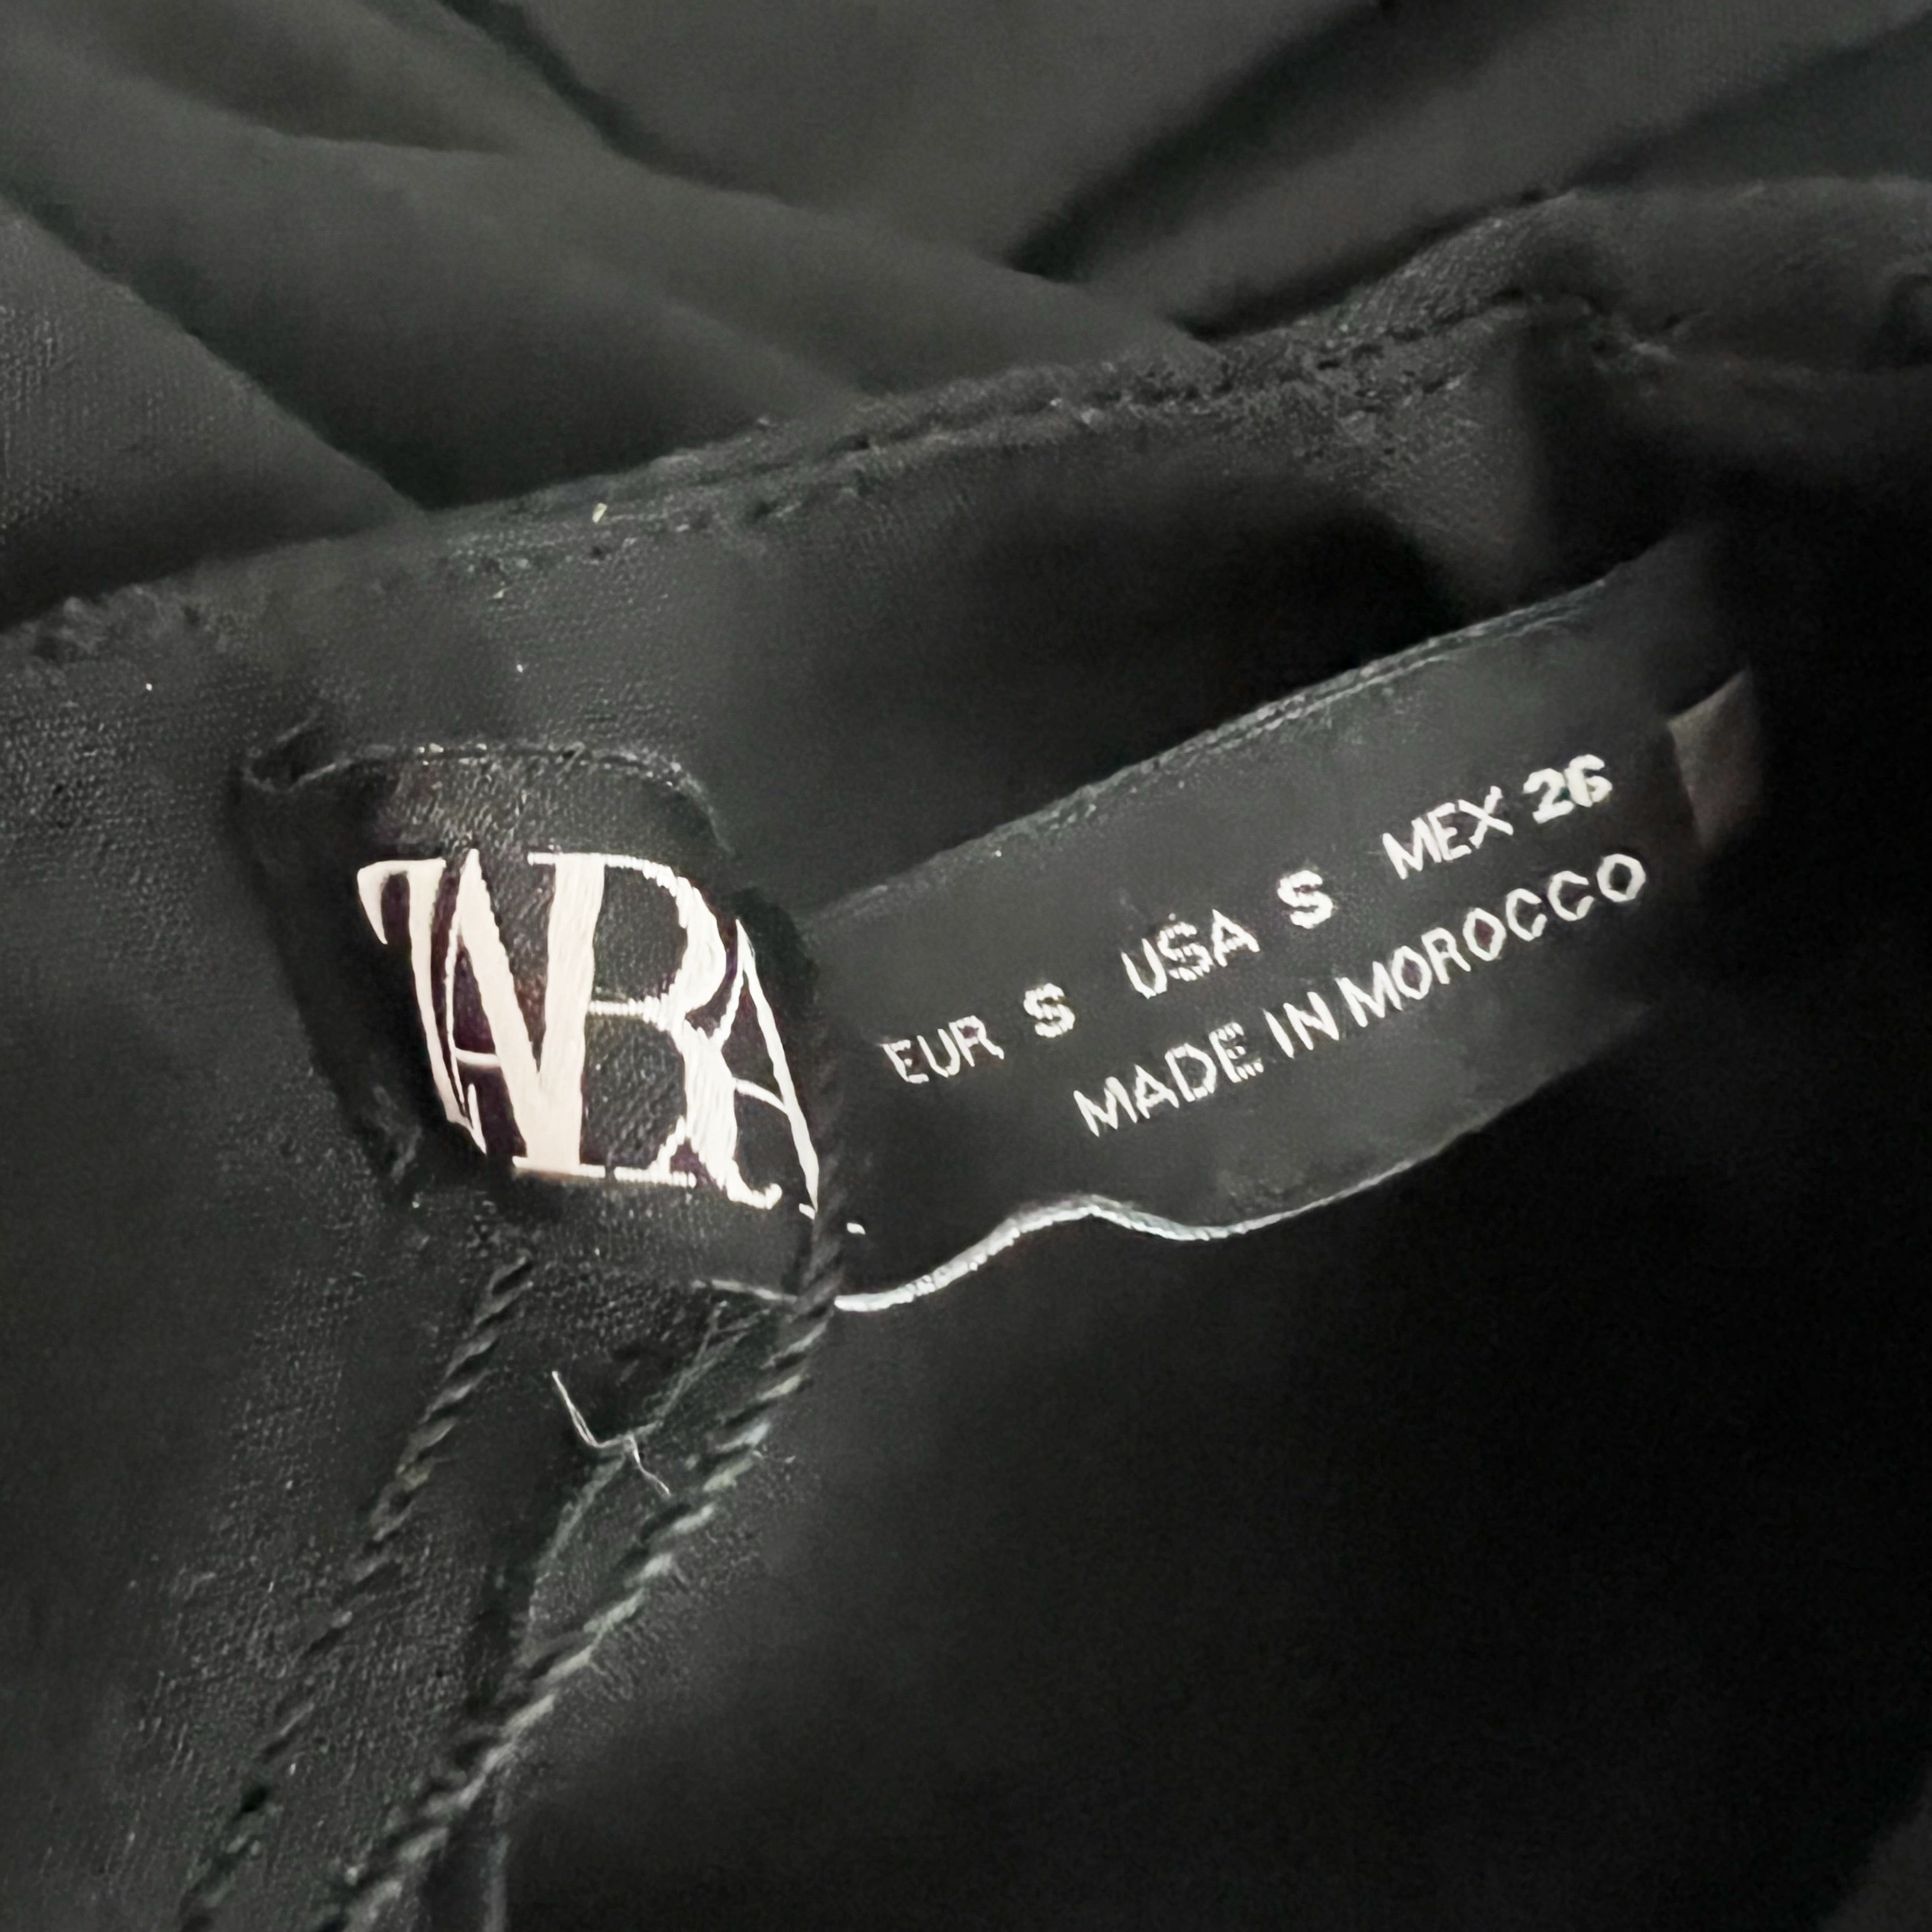 ZARA
EUR S USA S MEX 26
MADE IN MOROCCO